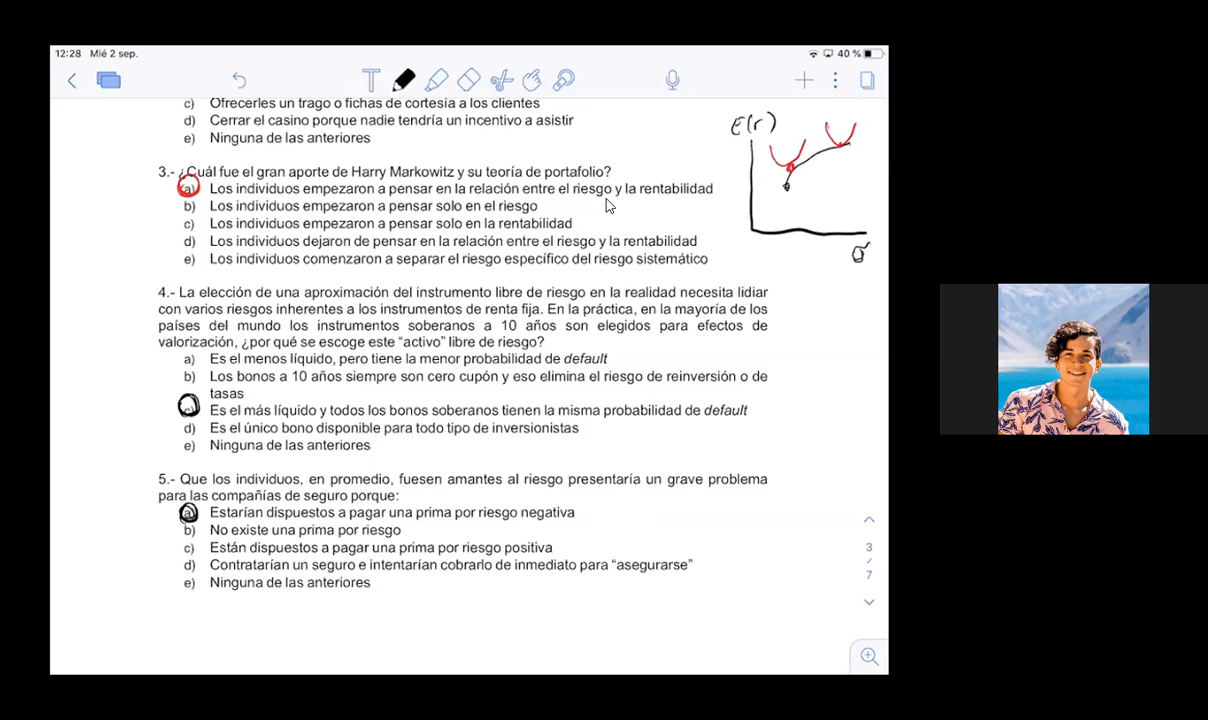 12:28 Mié 2 sep.
40 %
T
c) Ofrecerles un trago o fichas de cortesía a los clientes
d) Cerrar el casino porque nadie tendría un incentivo a asistir
e) Ninguna de las anteriores
E(r)
3.- ¿Cuál fue el gran aporte de Harry Markowitz y su teoría de portafolio?
a) Los individuos empezaron a pensar en la relación entre el riesgo y la rentabilidad
b) Los individuos empezaron a pensar solo en el riesgo
c) Los individuos empezaron a pensar solo en la rentabilidad
d) Los individuos dejaron de pensar en la relación entre el riesgo y la rentabilidad
e) Los individuos comenzaron a separar el riesgo específico del riesgo sistemático
σ
4.- La elección de una aproximación del instrumento libre de riesgo en la realidad necesita lidiar
con varios riesgos inherentes a los instrumentos de renta fija. En la práctica, en la mayoría de los
países del mundo los instrumentos soberanos a 10 años son elegidos para efectos de
valorización, ¿por qué se escoge este “activo” libre de riesgo?
a) Es el menos líquido, pero tiene la menor probabilidad de default
b) Los bonos a 10 años siempre son cero cupón y eso elimina el riesgo de reinversión o de
tasas
c) Es el más líquido y todos los bonos soberanos tienen la misma probabilidad de default
d) Es el único bono disponible para todo tipo de inversionistas
e) Ninguna de las anteriores
5.- Que los individuos, en promedio, fuesen amantes al riesgo presentaría un grave problema
para las compañías de seguro porque:
a) Estarían dispuestos a pagar una prima por riesgo negativa
b) No existe una prima por riesgo
c) Están dispuestos a pagar una prima por riesgo positiva
d) Contratarían un seguro e intentarían cobrarlo de inmediato para “asegurarse”
e) Ninguna de las anteriores
3
/
7